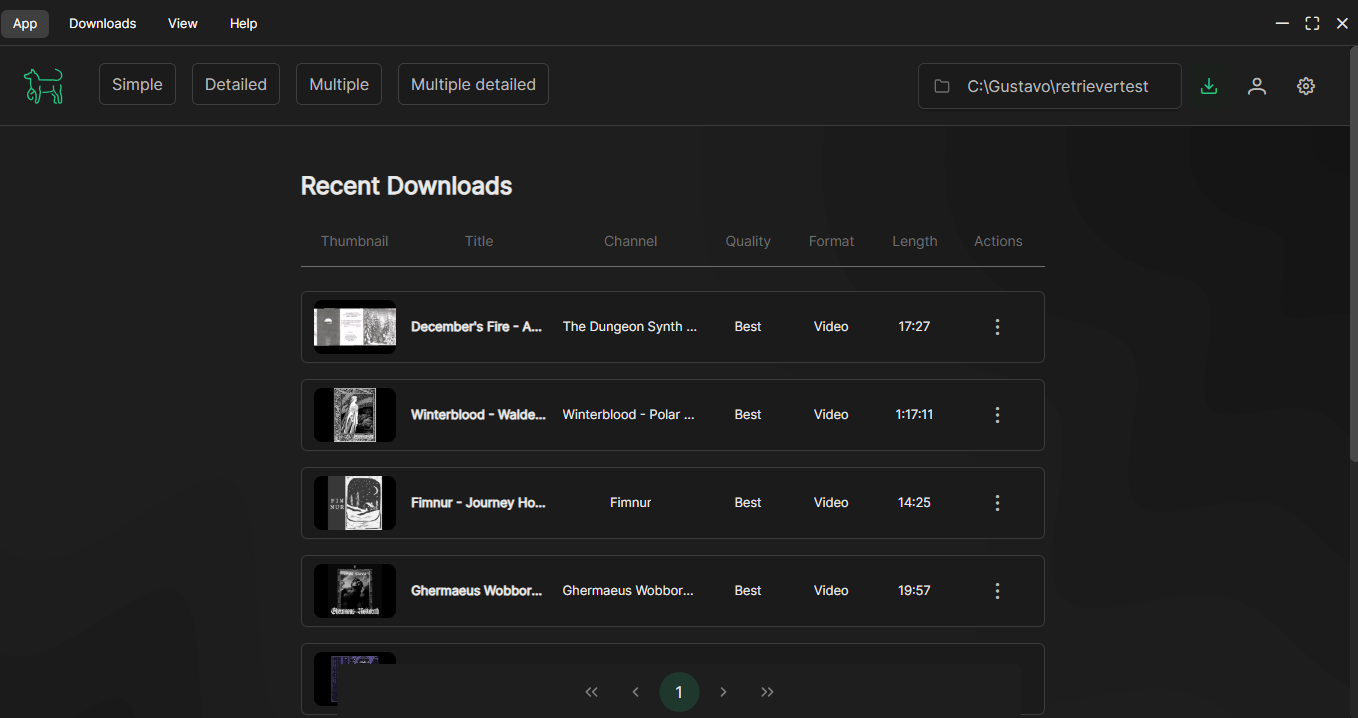 App Downloads View Help
Simple Detailed Multiple Multiple detailed C:\Gustavo\retrievertest
Recent Downloads
Thumbnail Title Channel Quality Format Length Actions
December's Fire - A... The Dungeon Synth ... Best Video 17:27
Winterblood - Walde... Winterblood - Polar ... Best Video 1:17:11
FIM
NUR
Fimnur - Journey Ho... Fimnur Best Video 14:25
Ghermaeus Wobbor... Ghermaeus Wobbor... Best Video 19:57
1